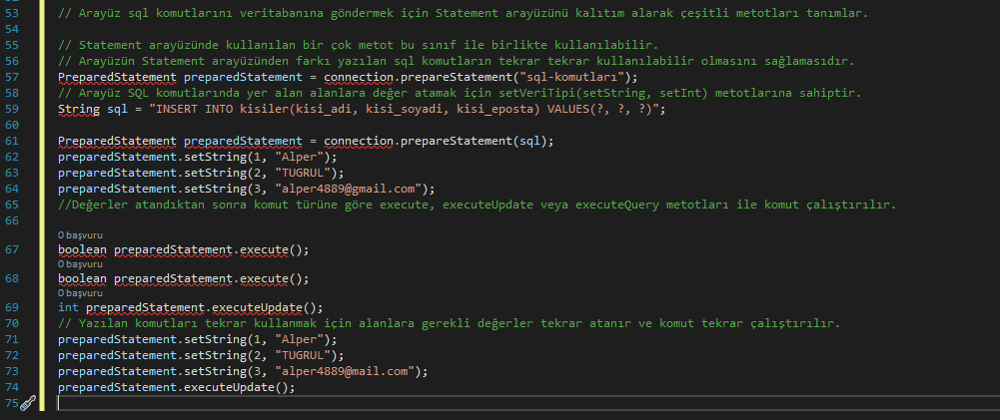 53 // Arayüz sql komutlarını veritabanına göndermek için Statement arayüzünü kalıtım alarak çeşitli metotları tanımlar.
54
55 // Statement arayüzünde kullanılan bir çok metot bu sınıf ile birlikte kullanılabilir.
56 // Arayüzün Statement arayüzünden farkı yazılan sql komutların tekrar tekrar kullanılabilir olmasını sağlamasıdır.
57 PreparedStatement preparedStatement = connection.prepareStatement("sql-komutları");
58 // Arayüz SQL komutlarında yer alan alanlara değer atamak için setVeriTipi(setString, setInt) metotlarına sahiptir.
59 String sql = "INSERT INTO kisiler(kisi_adi, kisi_soyadi, kisi_eposta) VALUES(?, ?, ?)";
60
61 PreparedStatement preparedStatement = connection.prepareStatement(sql);
62 preparedStatement.setString(1, "Alper");
63 preparedStatement.setString(2, "TUGRUL");
64 preparedStatement.setString(3, "alper4889@gmail.com");
65 //Değerler atandıktan sonra komut türüne göre execute, executeUpdate veya executeQuery metotları ile komut çalıştırılır.
66
0 başvuru
67 boolean preparedStatement.execute();
0 başvuru
68 boolean preparedStatement.execute();
0 başvuru
69 int preparedStatement.executeUpdate();
70 // Yazılan komutları tekrar kullanmak için alanlara gerekli değerler tekrar atanır ve komut tekrar çalıştırılır.
71 preparedStatement.setString(1, "Alper");
72 preparedStatement.setString(2, "TUGRUL");
73 preparedStatement.setString(3, "alper4889@mail.com");
74 preparedStatement.executeUpdate();
75